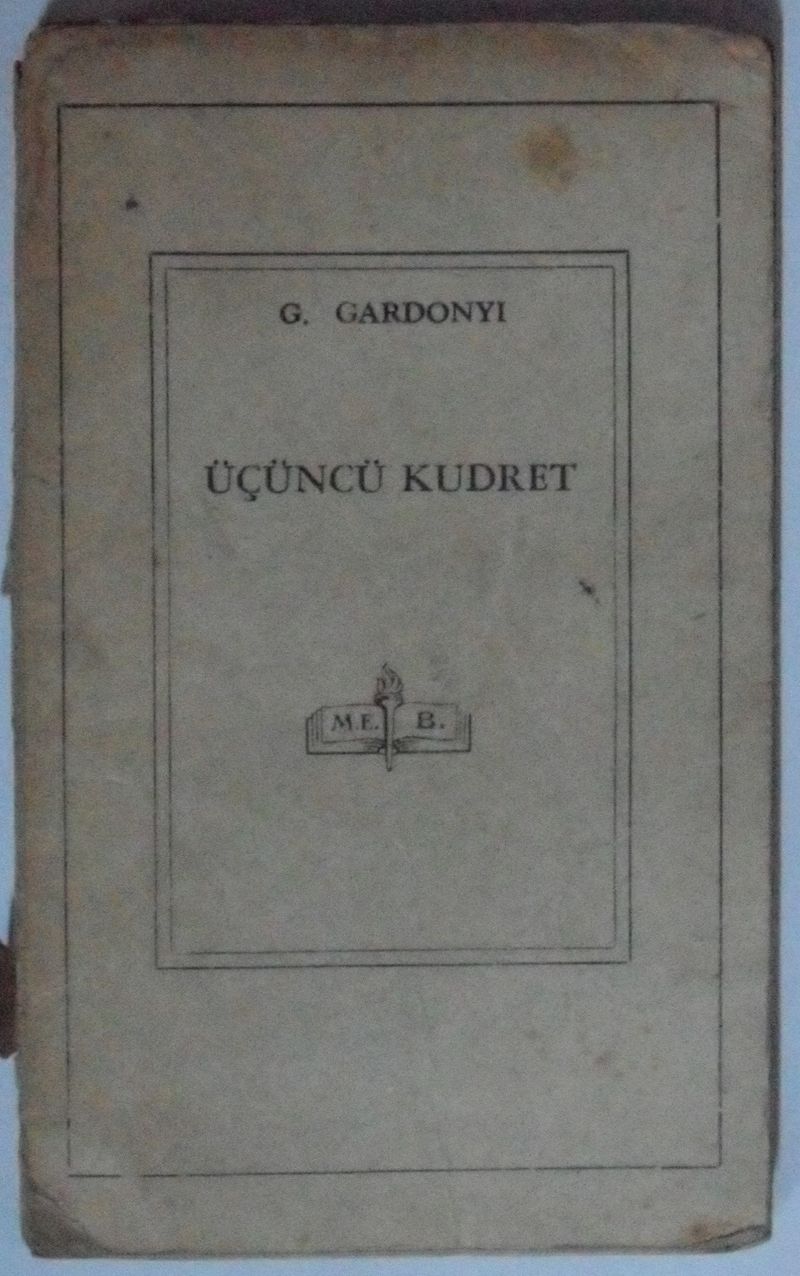 G. GARDONYI
ÜÇÜNCÜ KUDRET
M.E. B.